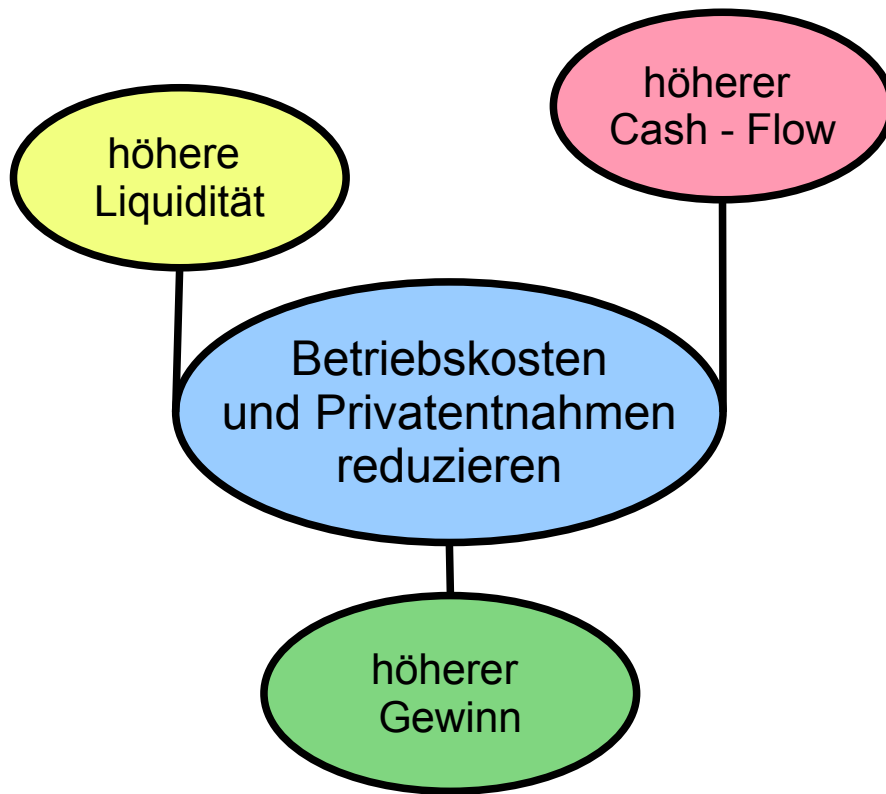 höherer
Cash - Flow
höhere
Liquidität
Betriebskosten
und Privatentnahmen
reduzieren
höherer
Gewinn